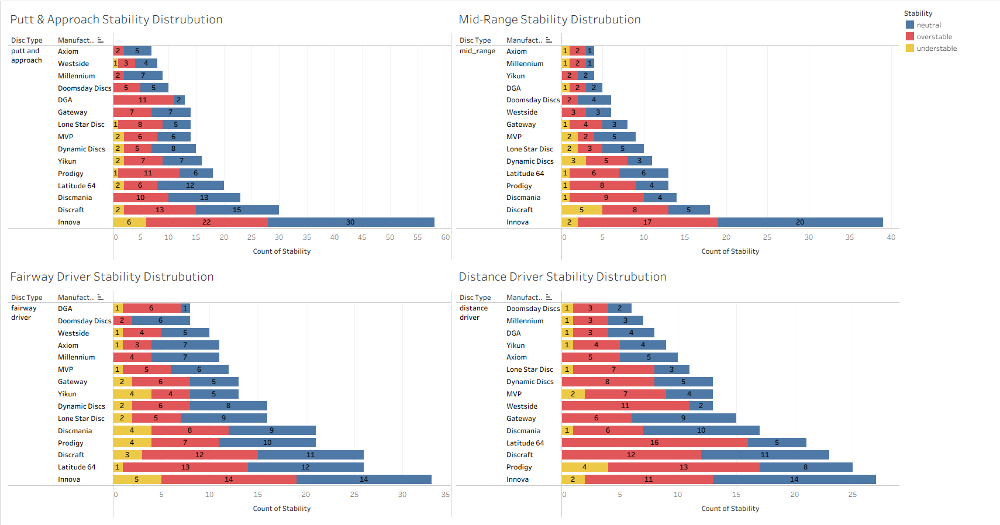 Putt & Approach Stability Distrubution
Disc Type Manufact..
putt and approach
Axiom 2 5
Westside 1 3 4
Millennium 2 7
Doomsday Discs 5 5
DGA 11 2
Gateway 7 7
Lone Star Disc 1 8 5
MVP 2 6 6
Dynamic Discs 2 5 8
Yikun 2 7 7
Prodigy 1 11 6
Latitude 64 2 6 12
Discmania 10 13
Discraft 2 13 15
Innova 6 22 30
0 5 10 15 20 25 30 35 40 45 50 55 60
Count of Stability
Mid-Range Stability Distrubution
Disc Type Manufact..
mid_range
Axiom 1 2 1
Millennium 1 2 1
Yikun 2 2
DGA 1 2 2
Doomsday Discs 2 4
Westside 3 3
Gateway 1 4 3
MVP 2 2 5
Lone Star Disc 2 3 5
Dynamic Discs 3 5 3
Latitude 64 1 6 6
Prodigy 1 8 4
Discmania 1 9 4
Discraft 5 8 5
Innova 2 17 20
0 5 10 15 20 25 30 35 40
Count of Stability
Stability
neutral
overstable
understable
Fairway Driver Stability Distrubution
Disc Type Manufact..
fairway driver
DGA 1 6 1
Doomsday Discs 2 6
Westside 1 4 5
Axiom 1 3 7
Millennium 4 7
MVP 1 5 6
Gateway 2 6 5
Yikun 4 4 5
Dynamic Discs 2 6 8
Lone Star Disc 2 5 9
Discmania 4 8 9
Prodigy 4 7 10
Discraft 3 12 11
Latitude 64 1 13 12
Innova 5 14 14
0 5 10 15 20 25 30 35
Count of Stability
Distance Driver Stability Distrubution
Disc Type Manufact..
distance driver
Doomsday Discs 1 3 2
Millennium 1 3 3
DGA 1 3 4
Yikun 1 4 4
Axiom 5 5
Lone Star Disc 1 7 3
Dynamic Discs 8 5
MVP 2 7 4
Westside 11 2
Gateway 6 9
Discmania 1 6 10
Latitude 64 16 5
Discraft 12 11
Prodigy 4 13 8
Innova 2 11 14
0 5 10 15 20 25
Count of Stability